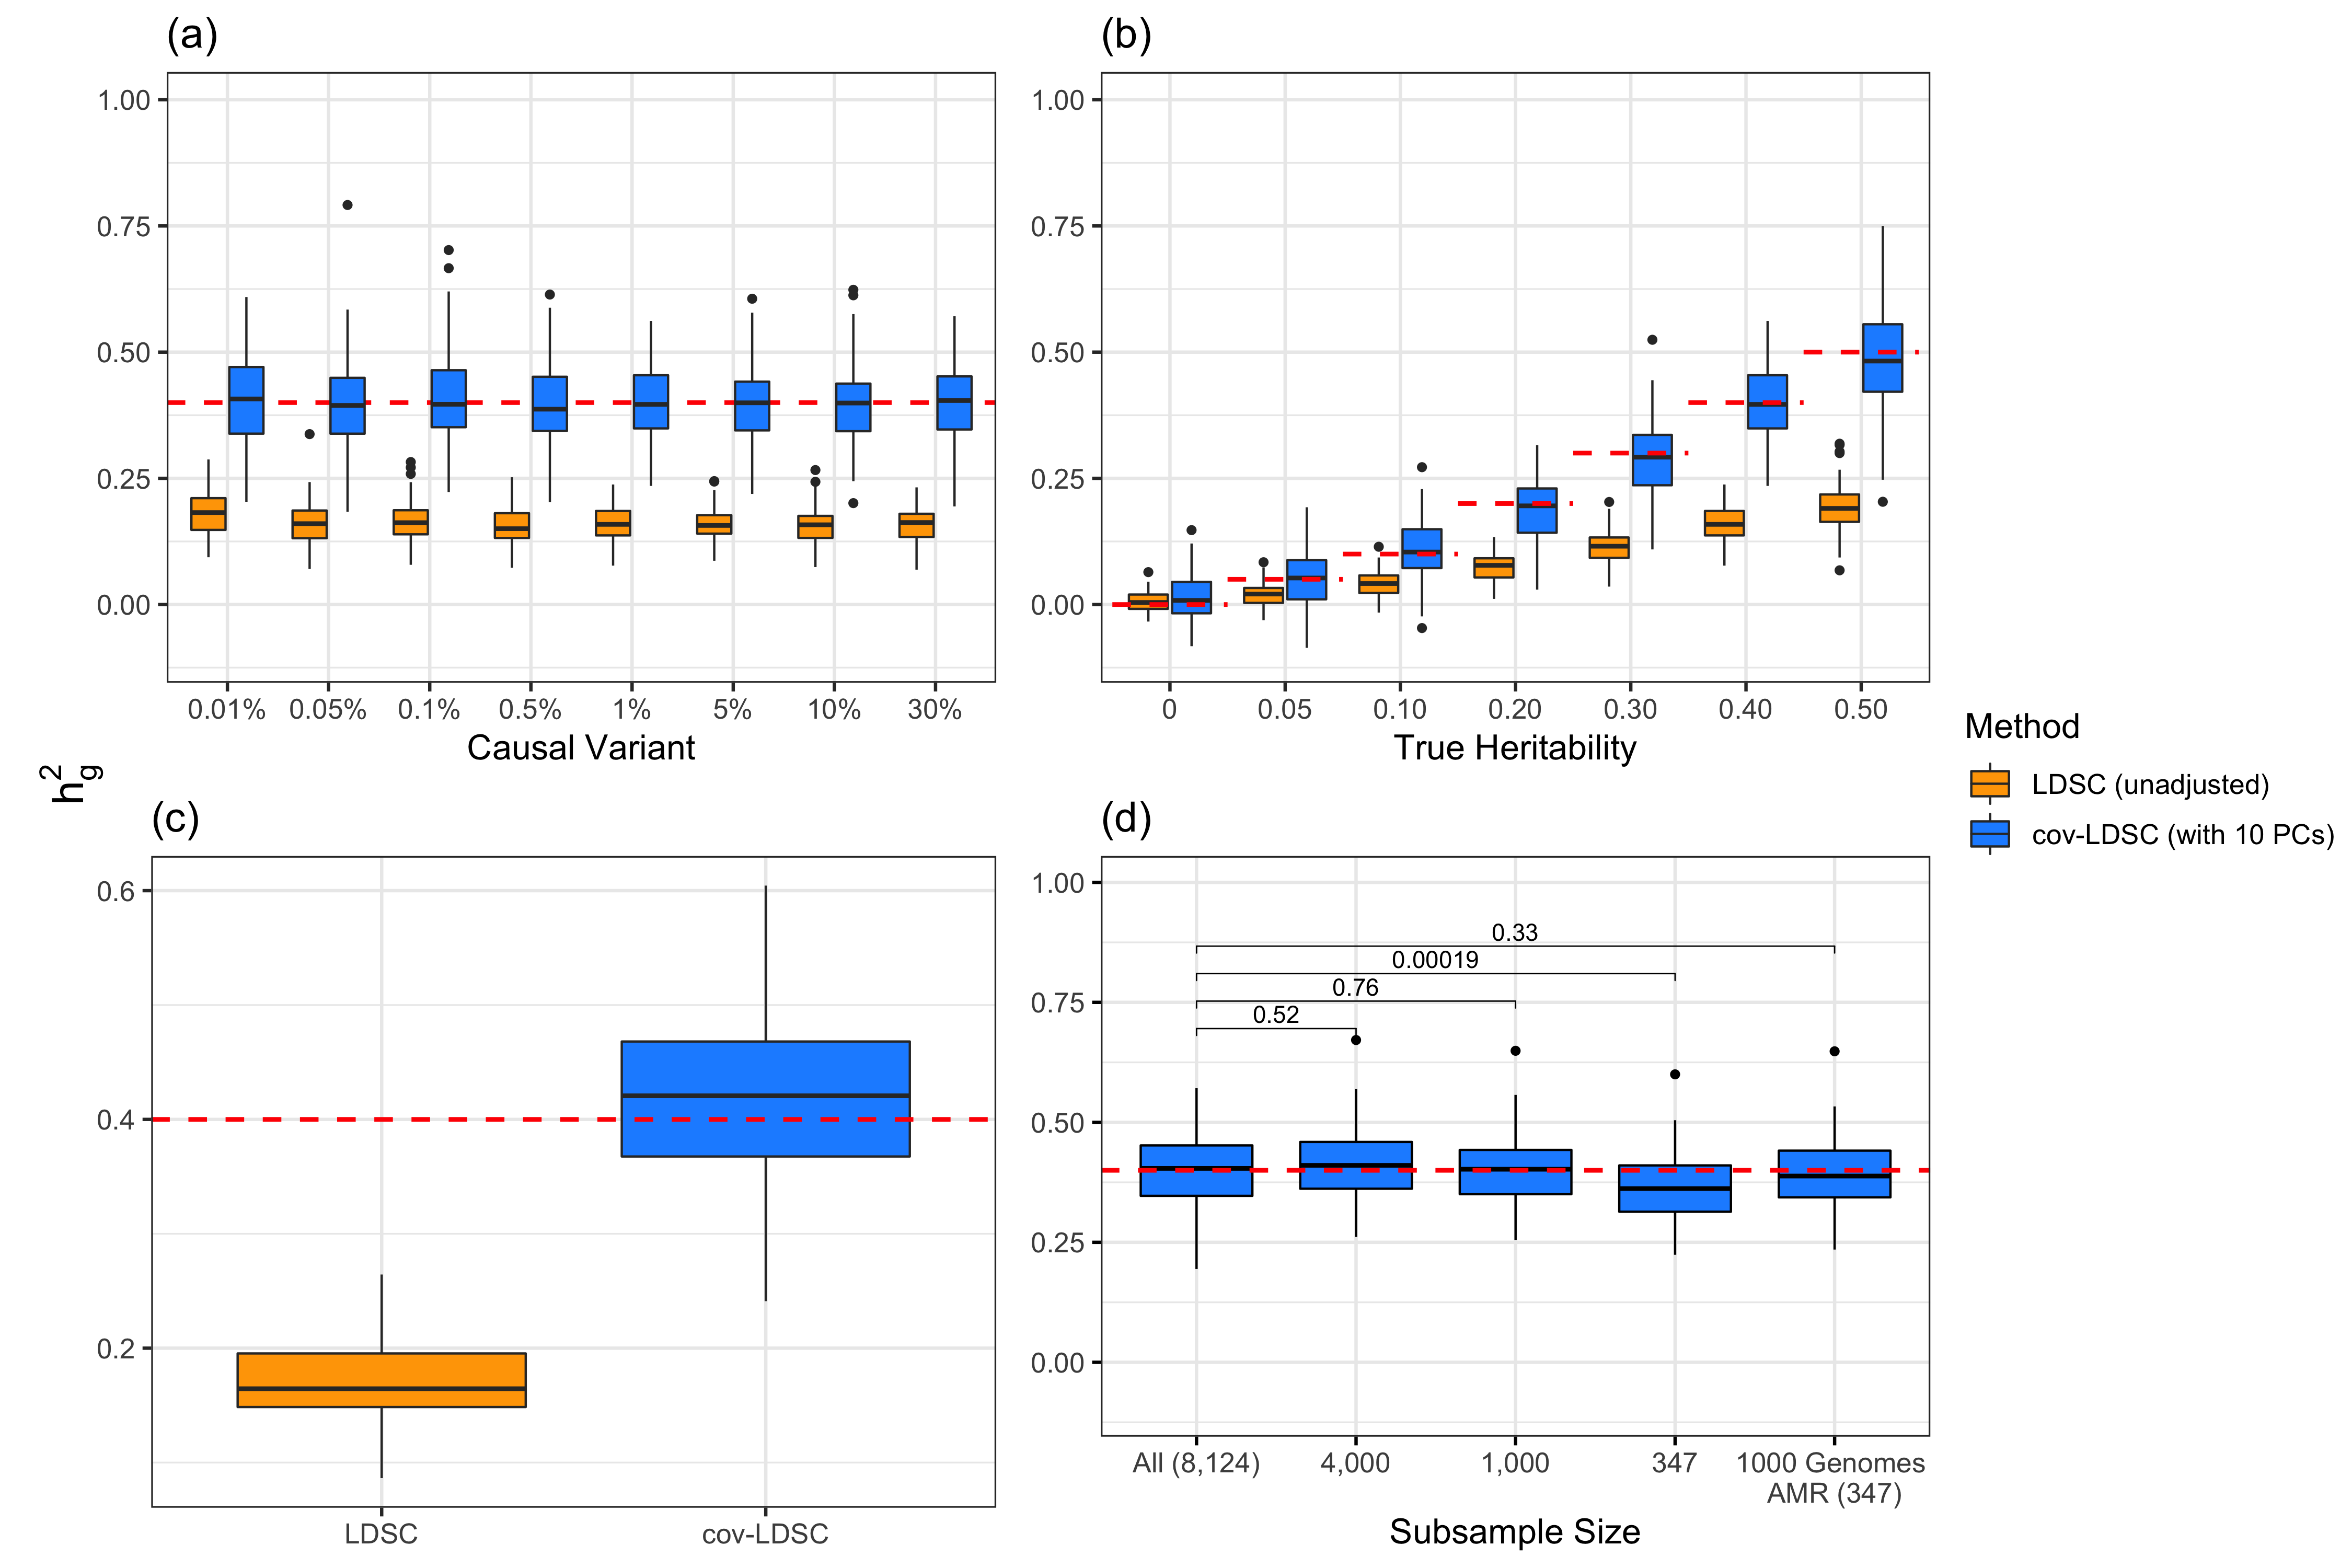 (a)
1.00
0.75
0.50
0.25
0.00
0.01% 0.05% 0.1% 0.5% 1% 5% 10% 30%
Causal Variant
(b)
1.00
0.75
0.50
0.25
0.00
0 0.05 0.10 0.20 0.30 0.40 0.50
True Heritability
h²g
(c)
0.6
0.4
0.2
LDSC cov-LDSC
(d)
1.00
0.75
0.50
0.25
0.00
0.33
0.00019
0.76
0.52
All (8,124) 4,000 1,000 347 1000 Genomes
AMR (347)
Subsample Size
Method
LDSC (unadjusted)
cov-LDSC (with 10 PCs)